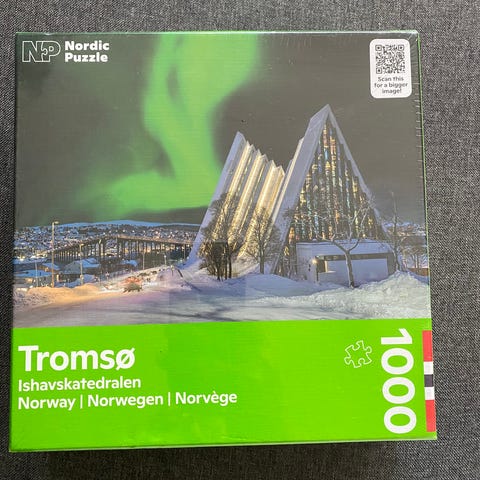 NP Nordic
Puzzle
Scan this
for a bigger
image!
Tromsø
Ishavskatedralen
Norway | Norwegen | Norvège
1000